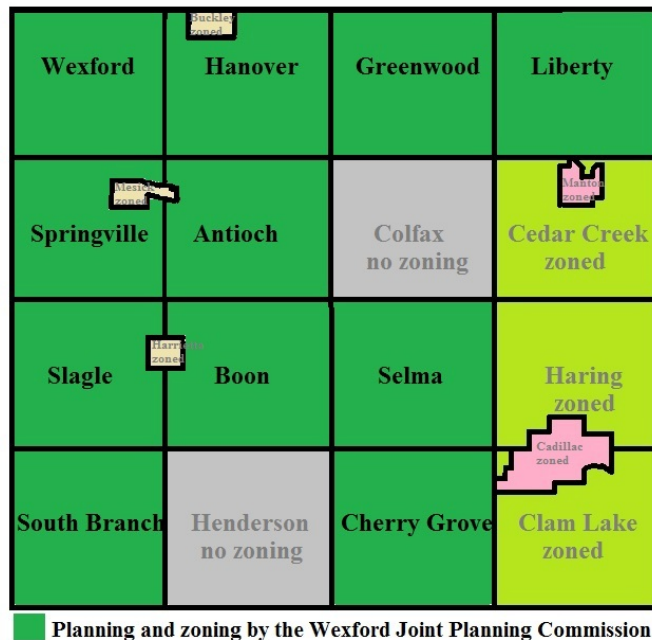 Buckley
zoned
Wexford
Hanover
Greenwood
Liberty
Mesick
zoned
Manton
zoned
Springville
Antioch
Colfax
no zoning
Cedar Creek
zoned
Harrietta
zoned
Slagle
Boon
Selma
Haring
zoned
Cadillac
zoned
South Branch
Henderson
no zoning
Cherry Grove
Clam Lake
zoned
Planning and zoning by the Wexford Joint Planning Commission